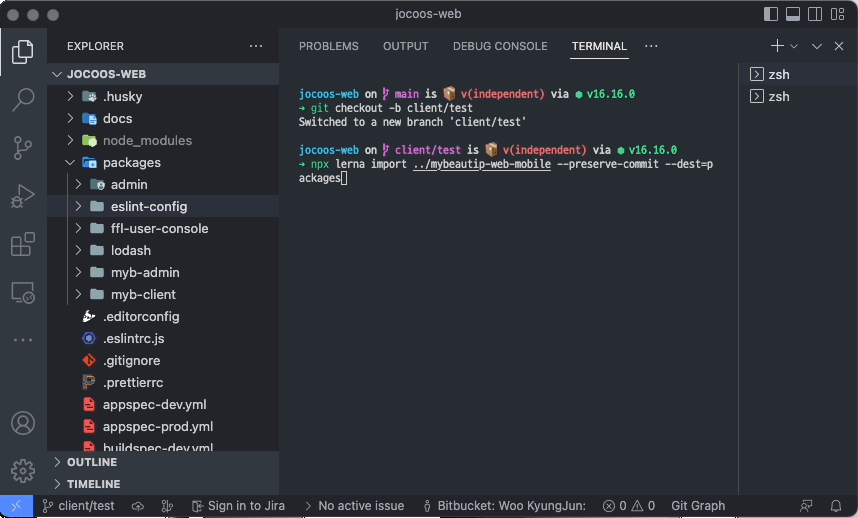 jocoos-web
EXPLORER
PROBLEMS OUTPUT DEBUG CONSOLE TERMINAL
JOCOOS-WEB
.husky
docs
node_modules
packages
admin
eslint-config
ffl-user-console
lodash
myb-admin
myb-client
.editorconfig
.eslintrc.js
.gitignore
.prettierrc
appspec-dev.yml
appspec-prod.yml
buildspec-dev.yml
OUTLINE
TIMELINE
jocoos-web on main is 📦 v(independent) via v16.16.0
→ git checkout -b client/test
Switched to a new branch 'client/test'
jocoos-web on client/test is 📦 v(independent) via v16.16.0
→ npx lerna import ../mybeautip-web-mobile --preserve-commit --dest=p
ackages
zsh
zsh
client/test Sign in to Jira No active issue Bitbucket: Woo KyungJun: 0 0 Git Graph